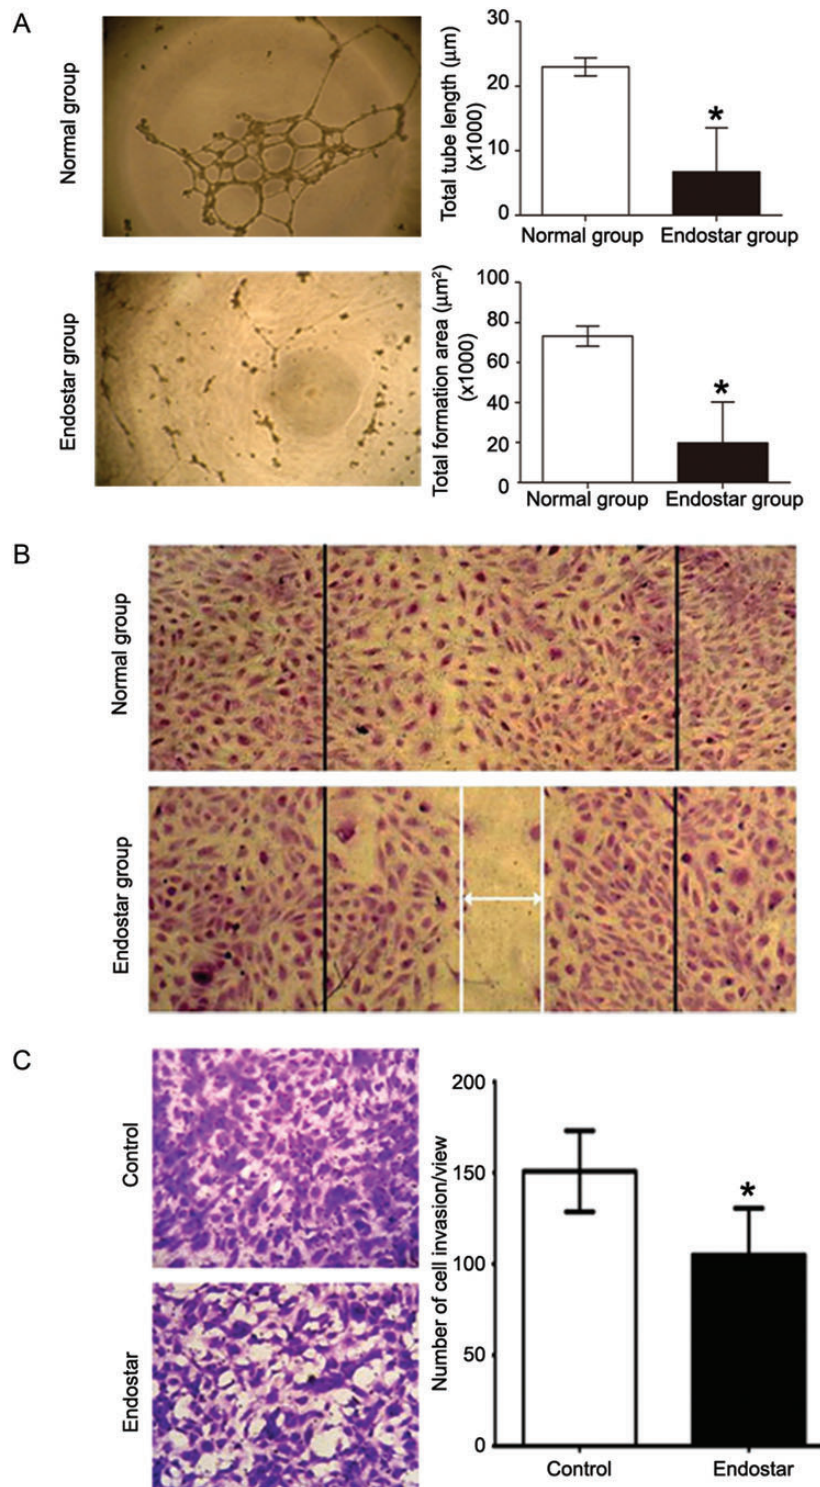 A
Normal group
Total tube length (μm)
(x1000)
30
20
10
0
*
Normal group
Endostar group
Endostar group
Total formation area (μm²)
(x1000)
100
80
60
40
20
0
*
Normal group
Endostar group
B
Normal group
Endostar group
C
Control
Endostar
Number of cell invasion/view
200
150
100
50
0
*
Control
Endostar